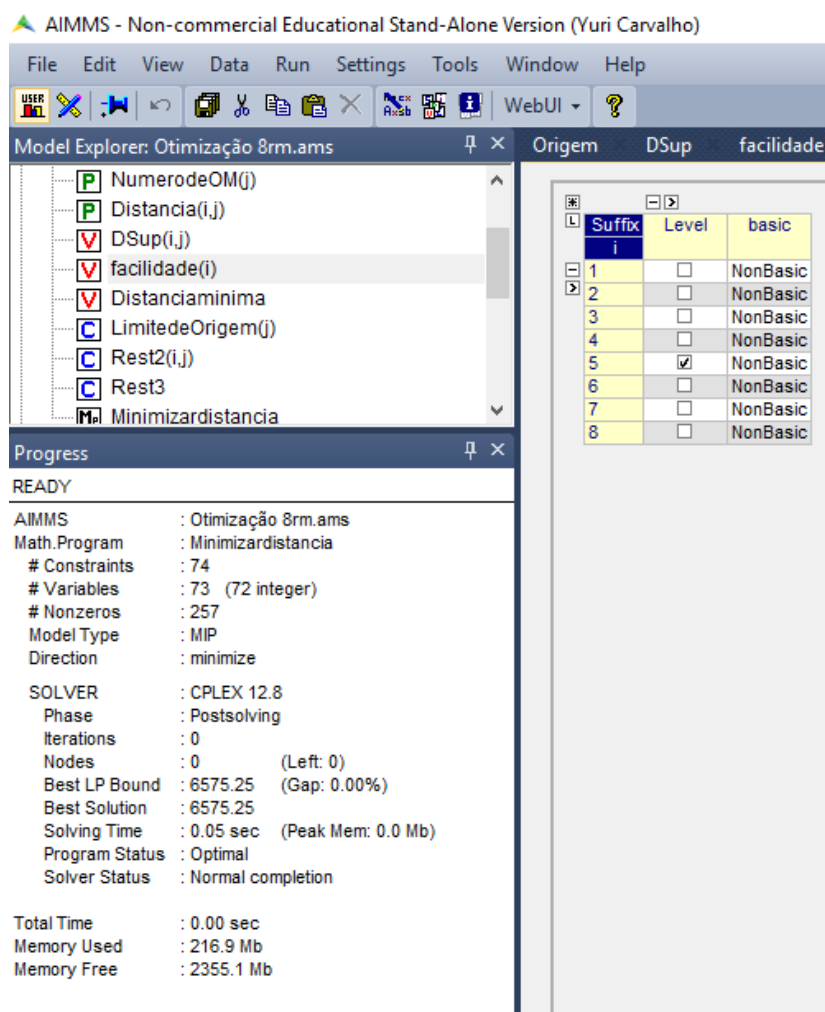 AIMMS - Non-commercial Educational Stand-Alone Version (Yuri Carvalho)
File Edit View Data Run Settings Tools Window Help
USER WebUI
Model Explorer: Otimização 8rm.ams
P NumerodeOM(j)
P Distancia(i,j)
V DSup(i,j)
V facilidade(i)
V Distanciaminima
C LimitedeOrigem(j)
C Rest2(i,j)
C Rest3
MP Minimizardistancia
Progress
READY
AIMMS : Otimização 8rm.ams
Math.Program : Minimizardistancia
# Constraints : 74
# Variables : 73 (72 integer)
# Nonzeros : 257
Model Type : MIP
Direction : minimize
SOLVER : CPLEX 12.8
Phase : Postsolving
Iterations : 0
Nodes : 0 (Left: 0)
Best LP Bound : 6575.25 (Gap: 0.00%)
Best Solution : 6575.25
Solving Time : 0.05 sec (Peak Mem: 0.0 Mb)
Program Status : Optimal
Solver Status : Normal completion
Total Time : 0.00 sec
Memory Used : 216.9 Mb
Memory Free : 2355.1 Mb
Origem DSup facilidade
L Suffix Level basic
i
1 NonBasic
2 NonBasic
3 NonBasic
4 NonBasic
5 NonBasic
6 NonBasic
7 NonBasic
8 NonBasic